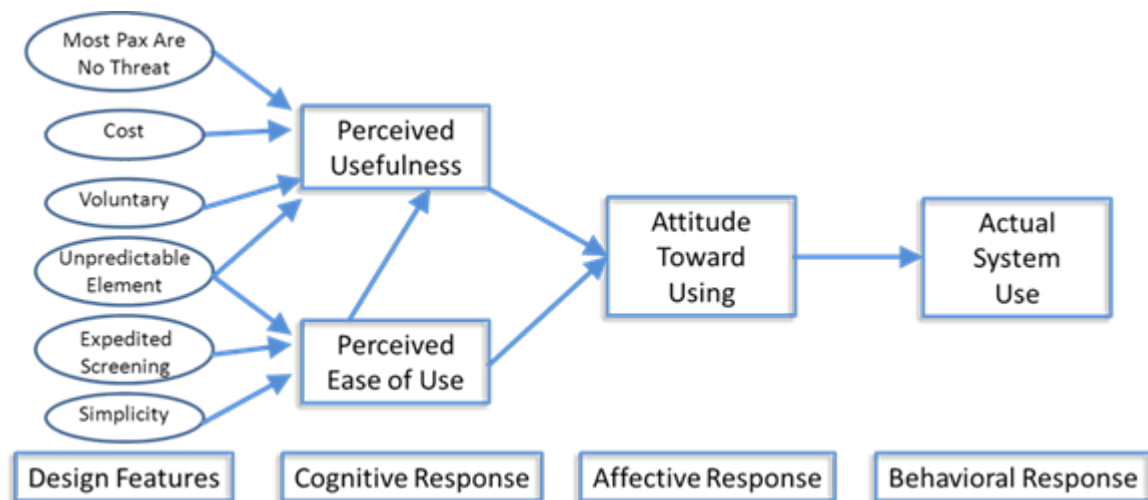 Most Pax Are
No Threat
Cost
Voluntary
Unpredictable
Element
Expedited
Screening
Simplicity
Perceived
Usefulness
Perceived
Ease of Use
Attitude
Toward
Using
Actual
System
Use
Design Features
Cognitive Response
Affective Response
Behavioral Response